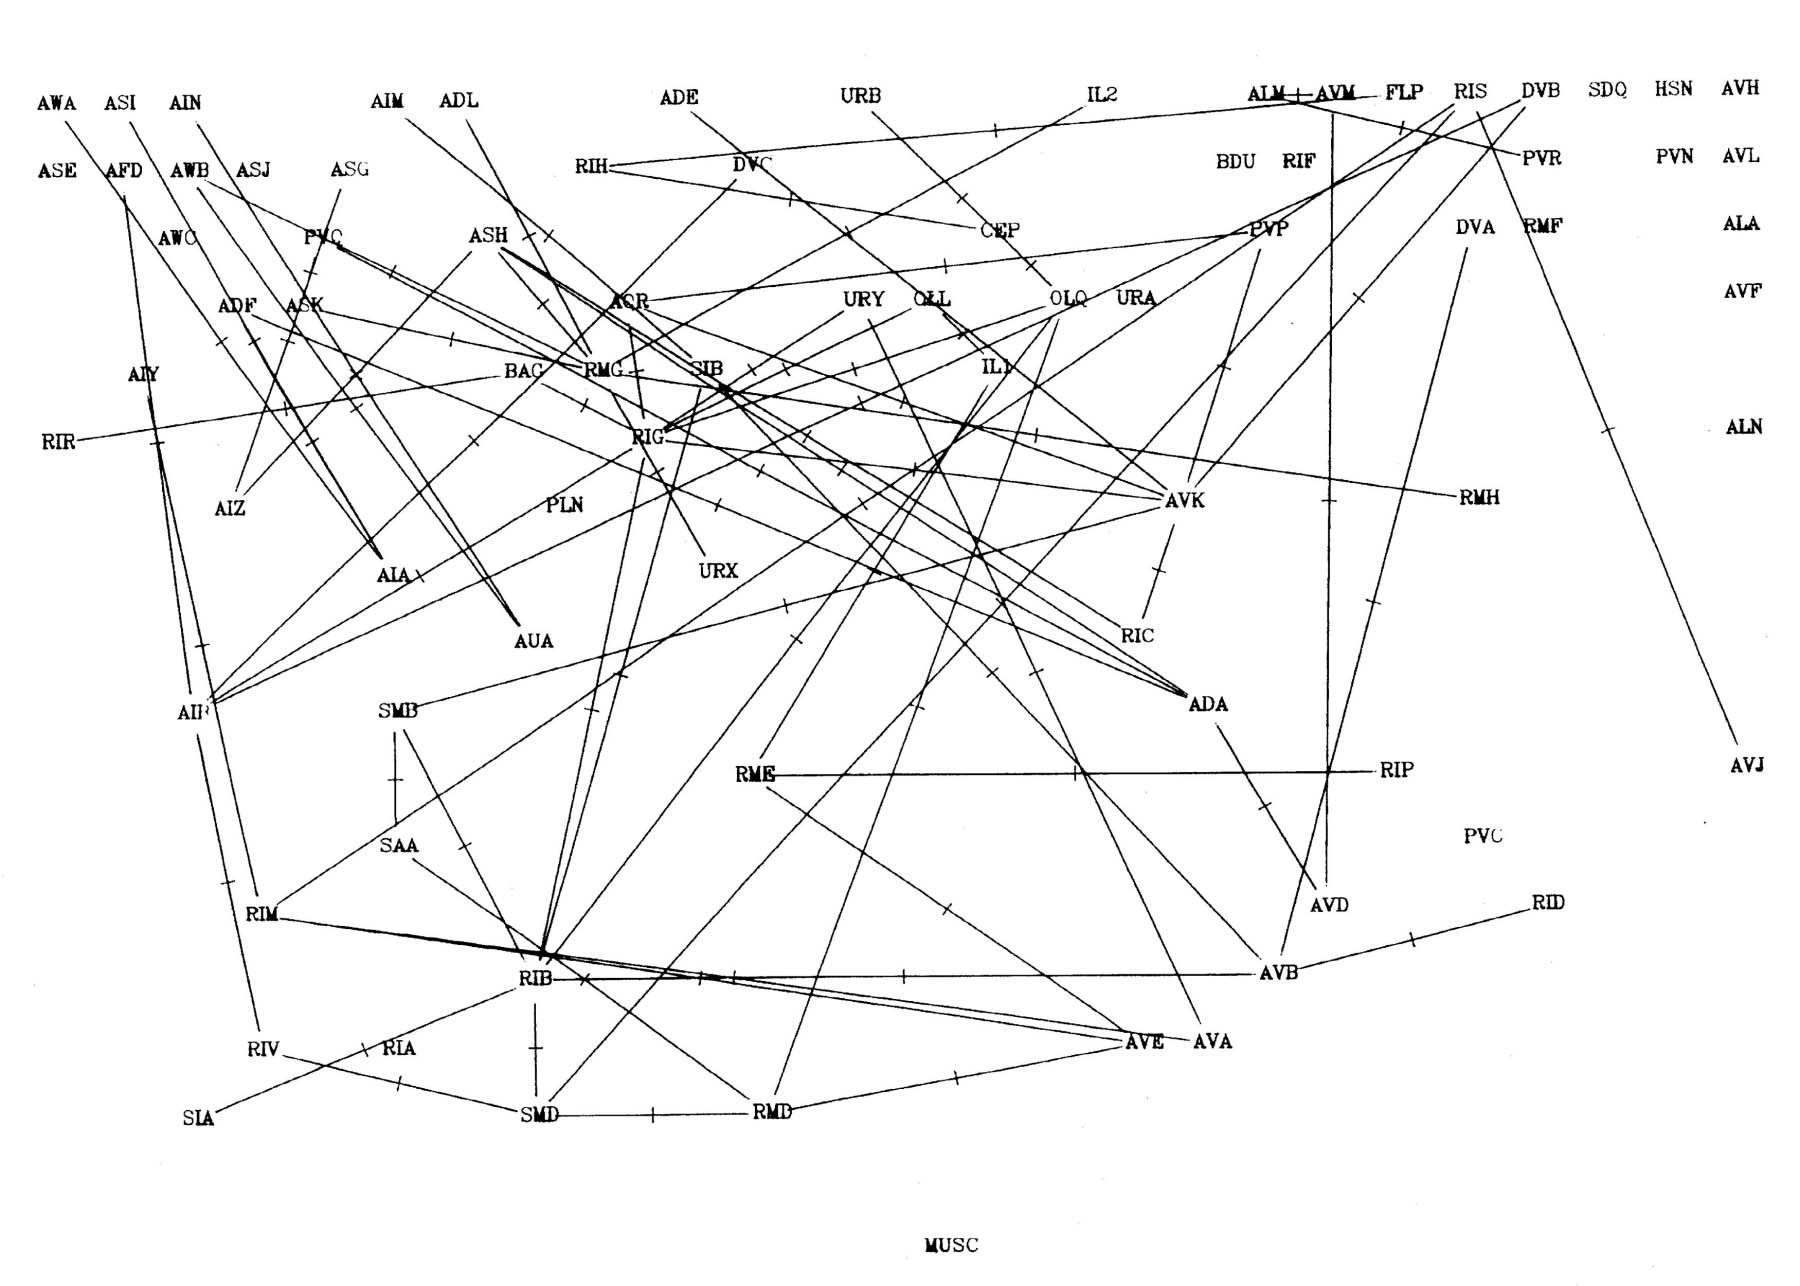 AWA ASI AIN AIM ADL ADE URB IL2 ALM AVM FLP RIS DVB SDQ HSN AVH
ASE AFD AWB ASJ ASG RIH DVC BDU RIF PVR PVN AVL
AWC ASH CEP PVP DVA RMF ALA
ADF ASK AQR URY OLL OLQ URA AVF
AIY BAG RMG SIB IL1
RIR RIG ALN
AIZ PLN AVK RMH
AIA URX
AUA RIC
SMB ADA
RME RIP AVJ
SAA PVC
RIM AVD RID
RIB AVB
RIV RIA AVE AVA
SIA SMD RMD
MUSC